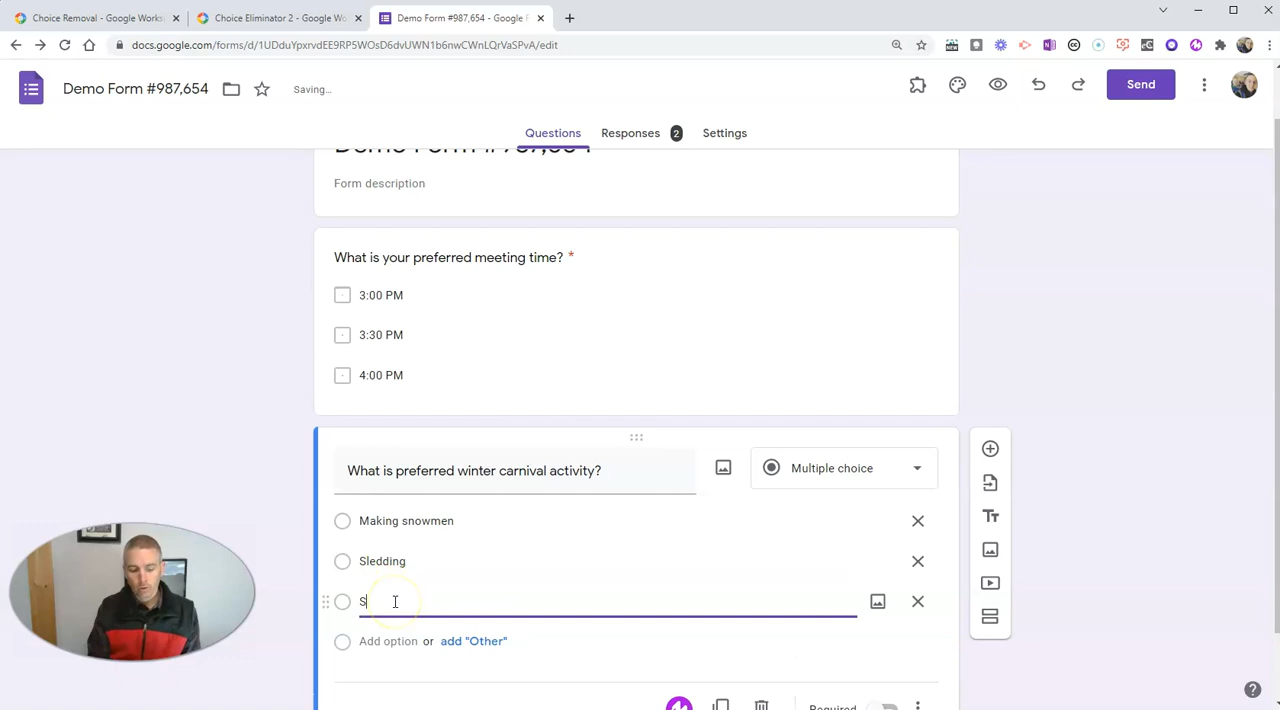 Choice Removal - Google Works
Choice Eliminator 2 - Google Wo
Demo Form #987,654 - Google F
docs.google.com/forms/d/1UDduYpxrvdEE9RP5WOsD6dvUWN1b6nwCWnLQrVaSPvA/edit
Demo Form #987,654
Saving...
Send
Questions
Responses 2
Settings
Demo Form #987,654
Form description
What is your preferred meeting time? *
3:00 PM
3:30 PM
4:00 PM
What is preferred winter carnival activity?
Multiple choice
Making snowmen
Sledding
S
Add option or add "Other"
Required